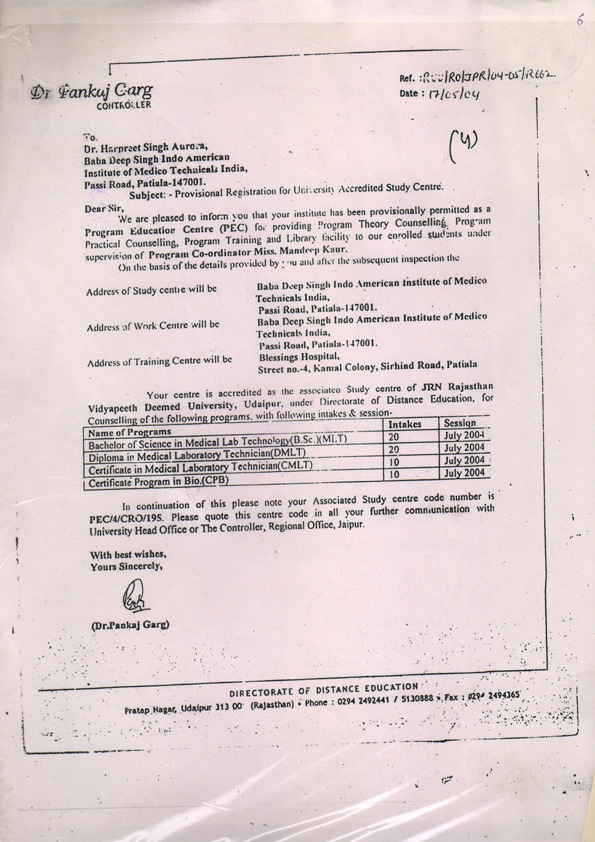 6
Dr Pankuj Garg
CONTROLLER
Ref. :
Date : 17/05/04
(4)
To,
Dr. Harpreet Singh Aurora,
Baba Deep Singh Indo American
Institute of Medico Technicals India,
Passi Road, Patiala-147001.
Subject: - Provisional Registration for University Accredited Study Centre.
Dear Sir,
We are pleased to inform you that your institute has been provisionally permitted as a
Program Education Centre (PEC) for providing Program Theory Counselling, Program
Practical Counselling, Program Training and Library facility to our enrolled students under
supervision of Program Co-ordinator Miss. Mandeep Kaur.
On the basis of the details provided by you and after the subsequent inspection the
Address of Study centre will be Baba Deep Singh Indo American Institute of Medico
Technicals India,
Passi Road, Patiala-147001.
Address of Work Centre will be Baba Deep Singh Indo American Institute of Medico
Technicals India,
Passi Road, Patiala-147001.
Address of Training Centre will be Blessings Hospital,
Street no.-4, Kamal Colony, Sirhind Road, Patiala
Your centre is accredited as the associated Study centre of JRN Rajasthan
Vidyapeeth Deemed University, Udaipur, under Directorate of Distance Education, for
Counselling of the following programs, with following intakes & session-
Name of Programs Intakes Session
Bachelor of Science in Medical Lab Technology(B.Sc.)(MLT) 20 July 2004
Diploma in Medical Laboratory Technician(DMLT) 20 July 2004
Certificate in Medical Laboratory Technician(CMLT) 10 July 2004
Certificate Program in Bio.(CPB) 10 July 2004
In continuation of this please note your Associated Study centre code number is
PEC/4/CRO/195. Please quote this centre code in all your further communication with
University Head Office or The Controller, Regional Office, Jaipur.
With best wishes,
Yours Sincerely,
(Dr.Pankaj Garg)
DIRECTORATE OF DISTANCE EDUCATION
Pratap Nagar, Udaipur 313 00 (Rajasthan) • Phone : 0294 2492441 / 5130888 • Fax : 0294 2494365